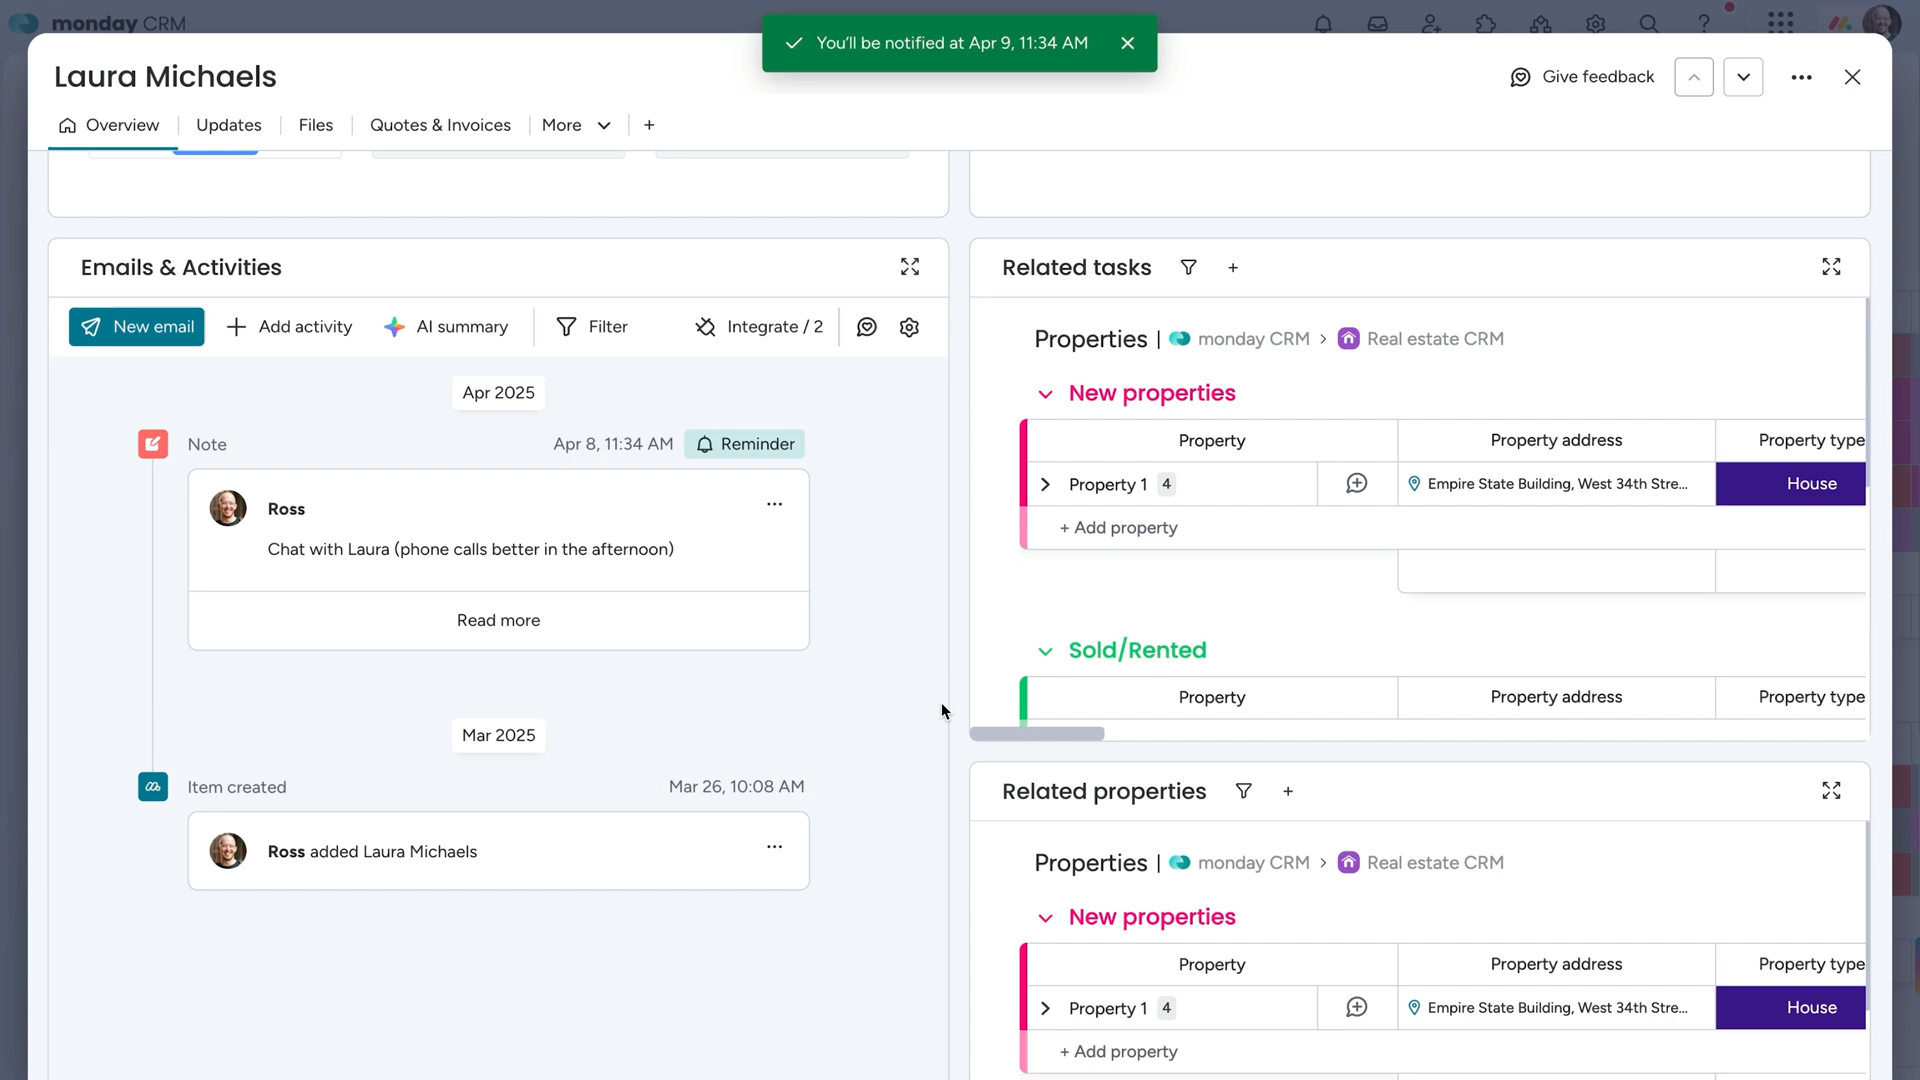 monday CRM
You'll be notified at Apr 9, 11:34 AM
Laura Michaels
Give feedback
Overview
Updates
Files
Quotes & Invoices
More
Emails & Activities
New email
Add activity
AI summary
Filter
Integrate / 2
Apr 2025
Note
Apr 8, 11:34 AM
Reminder
Ross
Chat with Laura (phone calls better in the afternoon)
Read more
Mar 2025
Item created
Mar 26, 10:08 AM
Ross added Laura Michaels
Related tasks
Properties | monday CRM > Real estate CRM
New properties
Property
Property address
Property type
Property 1 4
Empire State Building, West 34th Stre...
House
+ Add property
Sold/Rented
Property
Property address
Property type
Related properties
Properties | monday CRM > Real estate CRM
New properties
Property
Property address
Property type
Property 1 4
Empire State Building, West 34th Stre...
House
+ Add property